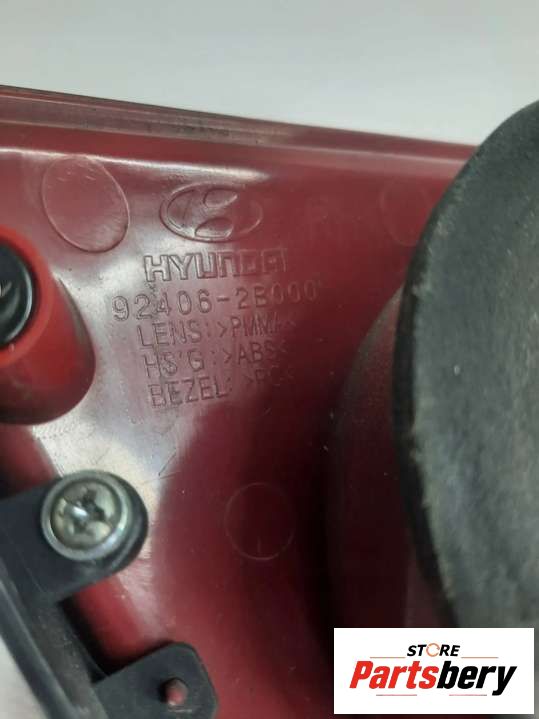 HYUNDAI
92406-2B000
LENS:>PMMA<
HS'G:>ABS<
BEZEL:>PC<
STORE
Partsbery